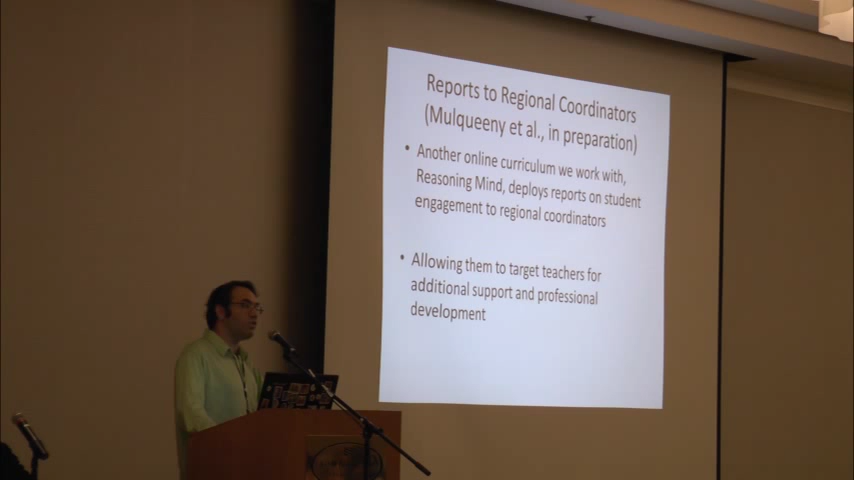 Reports to Regional Coordinators
(Mulqueeny et al., in preparation)
• Another online curriculum we work with,
Reasoning Mind, deploys reports on student
engagement to regional coordinators
• Allowing them to target teachers for
additional support and professional
development